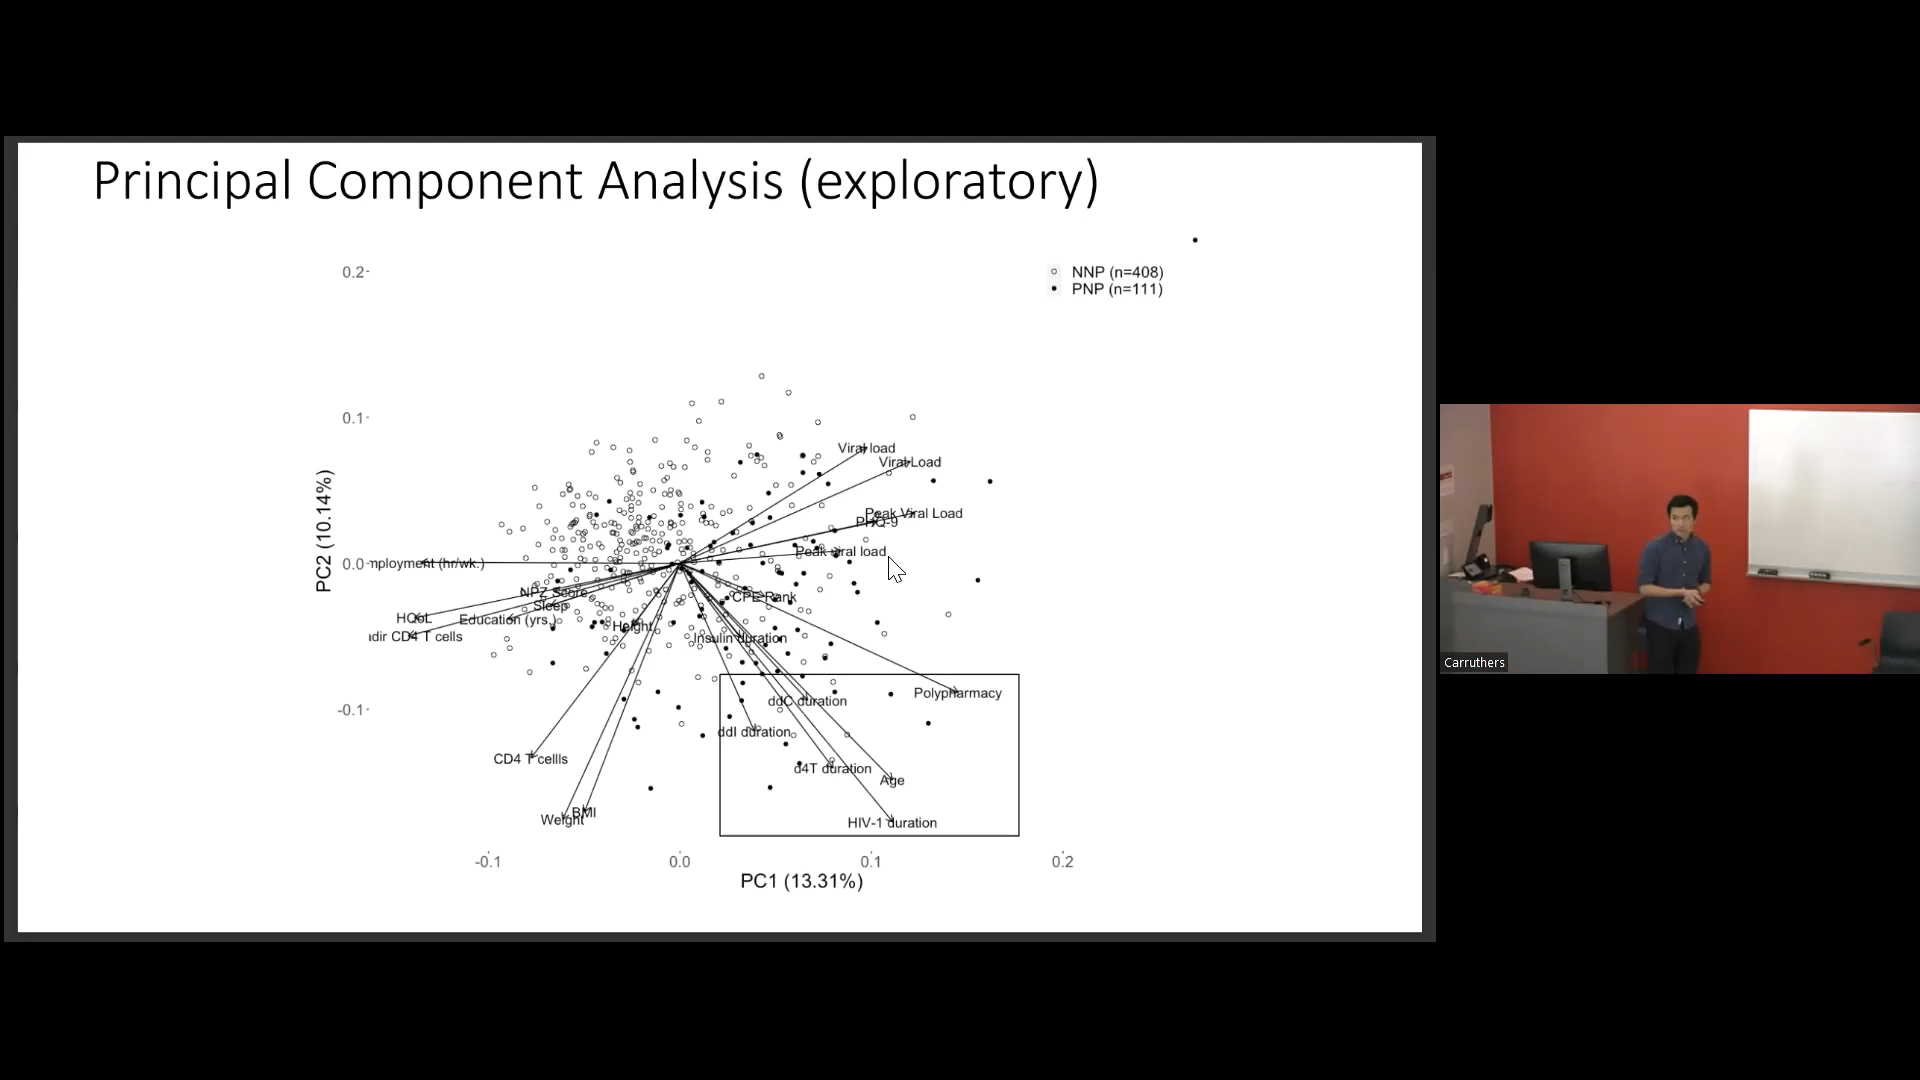 Principal Component Analysis (exploratory)
0.2
NNP (n=408)
PNP (n=111)
0.1
Viral load
Viral Load
Peak Viral Load
PHQ-9
Peak viral load
PC2 (10.14%)
0.0
mployment (hr/wk.)
NPZ Score
CPE Rank
Sleep
HQoL
Education (yrs.)
Height
adir CD4 T cells
Insulin duration
Polypharmacy
ddC duration
-0.1
ddI duration
CD4 T cellls
d4T duration
Age
BMI
Weight
HIV-1 duration
-0.1
0.0
0.1
0.2
PC1 (13.31%)
Carruthers